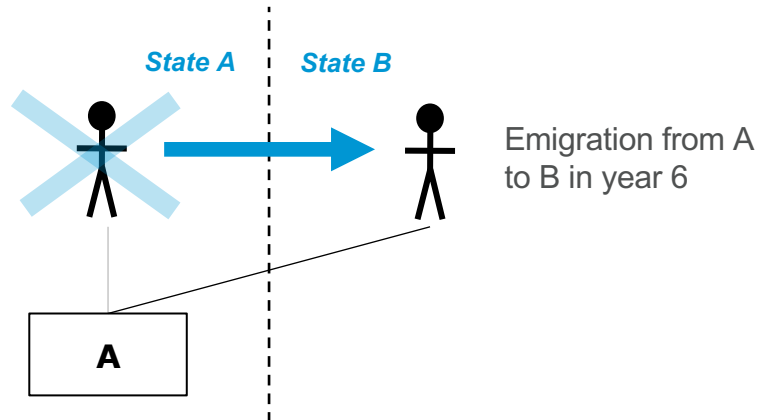 State A
State B
Emigration from A
to B in year 6
A